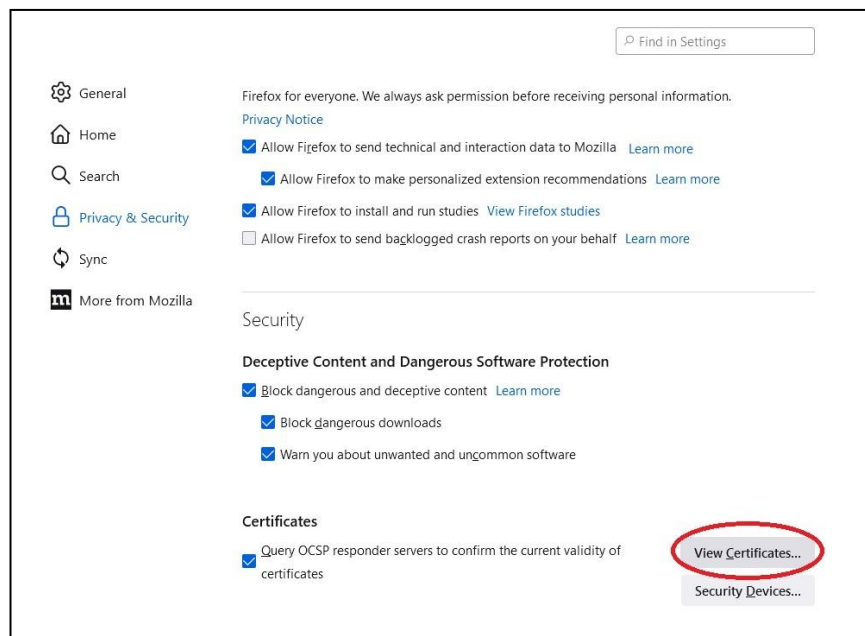 Find in Settings
General
Home
Search
Privacy & Security
Sync
m More from Mozilla
Firefox for everyone. We always ask permission before receiving personal information.
Privacy Notice
Allow Firefox to send technical and interaction data to Mozilla Learn more
Allow Firefox to make personalized extension recommendations Learn more
Allow Firefox to install and run studies View Firefox studies
Allow Firefox to send backlogged crash reports on your behalf Learn more
Security
Deceptive Content and Dangerous Software Protection
Block dangerous and deceptive content Learn more
Block dangerous downloads
Warn you about unwanted and uncommon software
Certificates
Query OCSP responder servers to confirm the current validity of
certificates
View Certificates...
Security Devices...